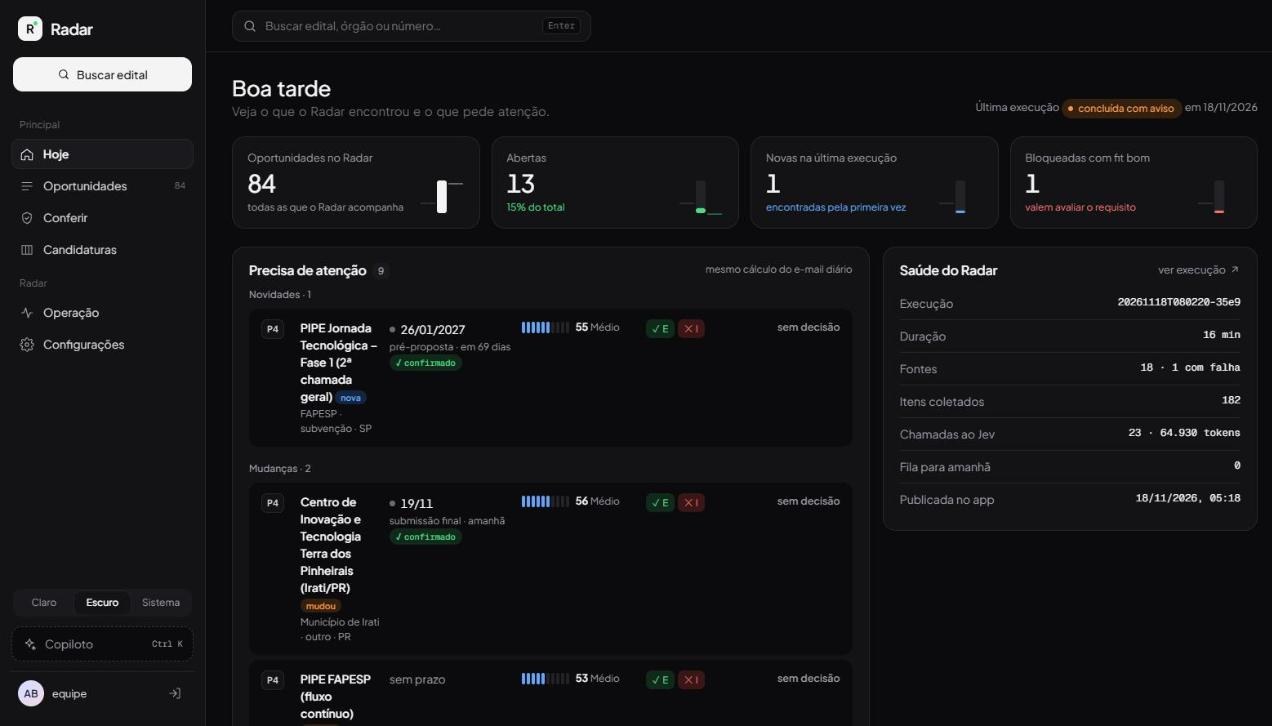 R
Radar
Buscar edital
Principal
Hoje
Oportunidades 84
Conferir
Candidaturas
Radar
Operação
Configurações
Claro Escuro Sistema
Copiloto Ctrl K
AB equipe
Buscar edital, órgão ou número... Enter
Boa tarde
Veja o que o Radar encontrou e o que pede atenção.
Última execução concluída com aviso em 18/11/2026
Oportunidades no Radar
84
todas as que o Radar acompanha
Abertas
13
15% do total
Novas na última execução
1
encontradas pela primeira vez
Bloqueadas com fit bom
1
valem avaliar o requisito
Precisa de atenção 9
mesmo cálculo do e-mail diário
Novidades · 1
P4
PIPE Jornada
Tecnológica –
Fase 1 (2ª
chamada
geral) nova
FAPESP ·
subvenção · SP
26/01/2027
pré-proposta · em 69 dias
✓ confirmado
55 Médio
✓ E ✕ I
sem decisão
Mudanças · 2
P4
Centro de
Inovação e
Tecnologia
Terra dos
Pinheirais
(Irati/PR)
mudou
Município de Irati
· outro · PR
19/11
submissão final · amanhã
✓ confirmado
56 Médio
✓ E ✕ I
sem decisão
P4
PIPE FAPESP
(fluxo
contínuo)
sem prazo
53 Médio
✓ E ✕ I
sem decisão
Saúde do Radar
ver execução ↗
Execução 20261118T080220-35e9
Duração 16 min
Fontes 18 · 1 com falha
Itens coletados 182
Chamadas ao Jev 23 · 64.930 tokens
Fila para amanhã 0
Publicada no app 18/11/2026, 05:18